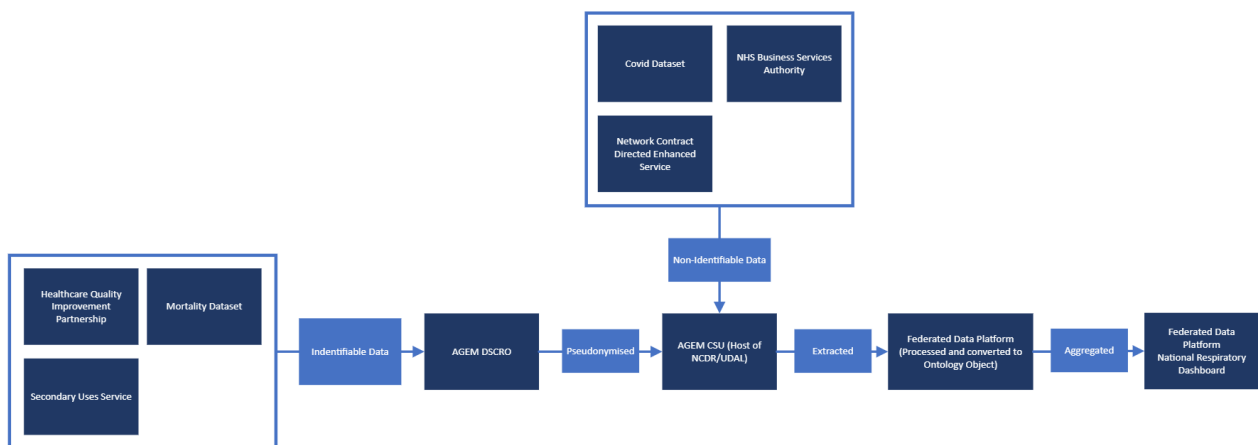 Covid Dataset
NHS Business Services
Authority
Network Contract
Directed Enhanced
Service
Non-Identifiable Data
Healthcare Quality
Improvement
Partnership
Mortality Dataset
Secondary Uses Service
Indentifiable Data
AGEM DSCRO
Pseudonymised
AGEM CSU (Host of
NCDR/UDAL)
Extracted
Federated Data Platform
(Processed and converted to
Ontology Object)
Aggregated
Federated Data
Platform
National Respiratory
Dashboard